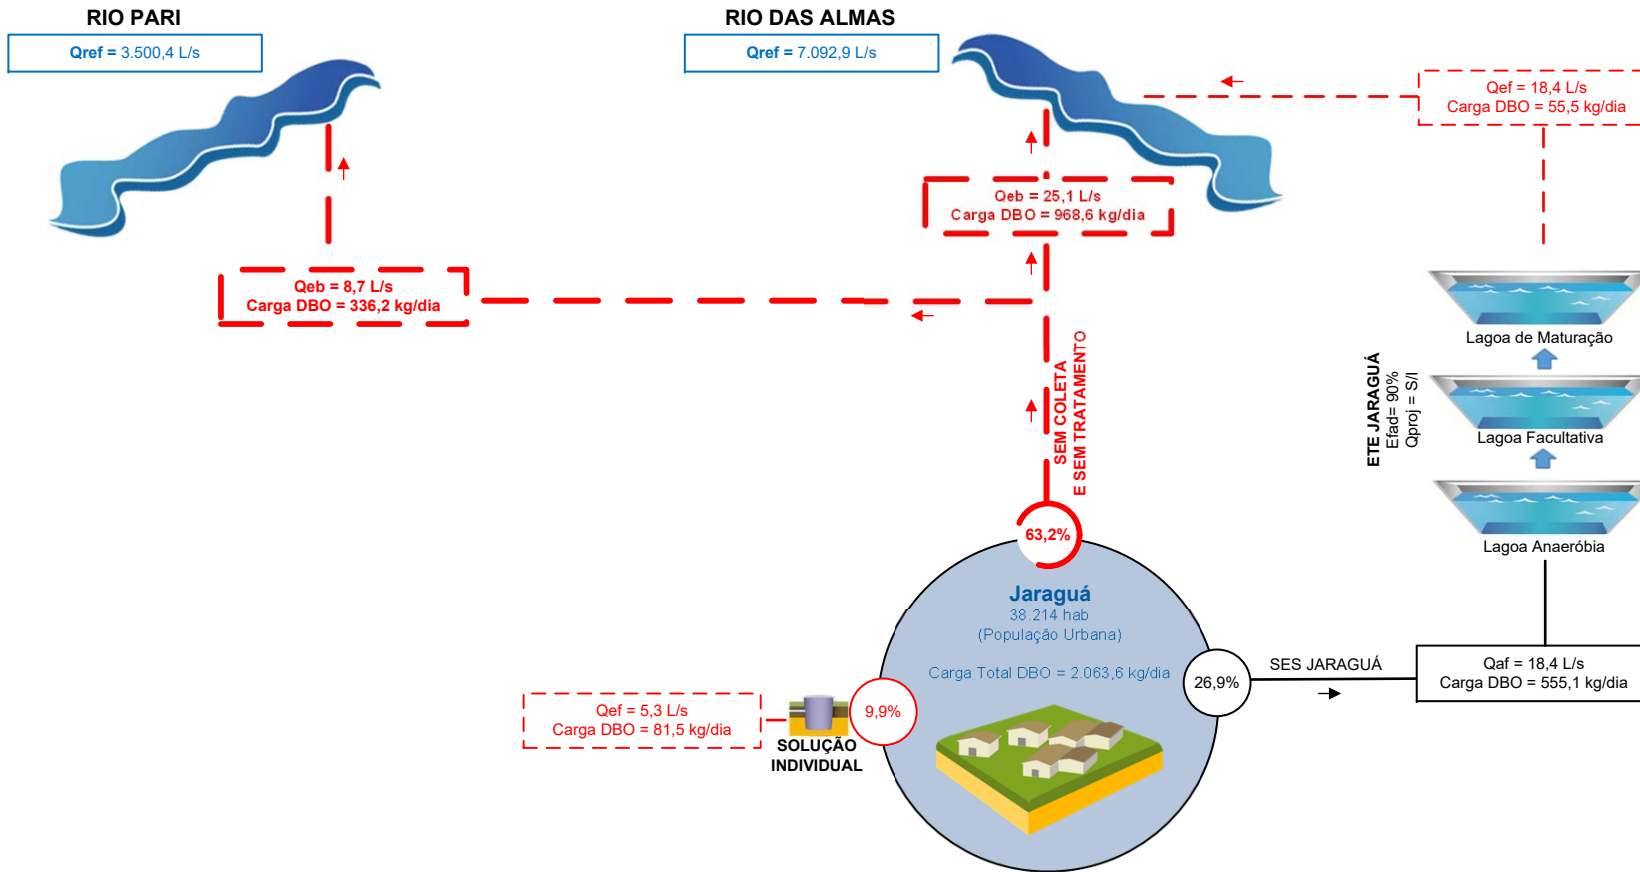 RIO PARI
Qref = 3.500,4 L/s
RIO DAS ALMAS
Qref = 7.092,9 L/s
Qef = 18,4 L/s
Carga DBO = 55,5 kg/dia
Qeb = 25,1 L/s
Carga DBO = 968,6 kg/dia
Qeb = 8,7 L/s
Carga DBO = 336,2 kg/dia
Lagoa de Maturação
ETE JARAGUÁ
Efad= 90%
Qproj = S/I
Lagoa Facultativa
Lagoa Anaeróbia
SEM COLETA
E SEM TRATAMENTO
63,2%
Jaraguá
38.214 hab
(População Urbana)
Carga Total DBO = 2.063,6 kg/dia
26,9%
SES JARAGUÁ
Qaf = 18,4 L/s
Carga DBO = 555,1 kg/dia
9,9%
Qef = 5,3 L/s
Carga DBO = 81,5 kg/dia
SOLUÇÃO
INDIVIDUAL